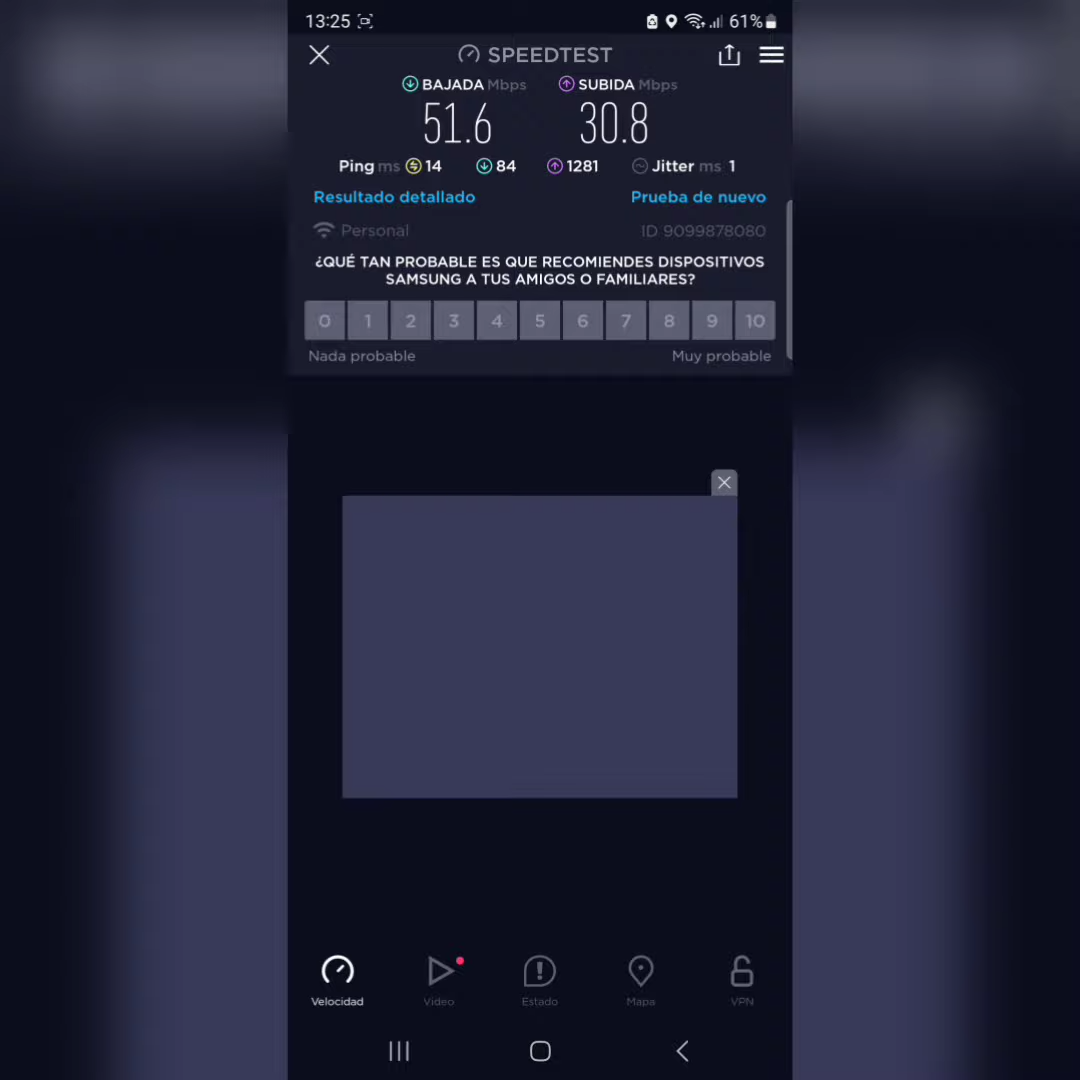 13:25 61%
SPEEDTEST
BAJADA Mbps SUBIDA Mbps
51.6 30.8
Ping ms 14 84 1281 Jitter ms 1
Resultado detallado Prueba de nuevo
Personal ID 9099878080
¿QUÉ TAN PROBABLE ES QUE RECOMIENDES DISPOSITIVOS
SAMSUNG A TUS AMIGOS O FAMILIARES?
0 1 2 3 4 5 6 7 8 9 10
Nada probable Muy probable
Velocidad Video Estado Mapa VPN